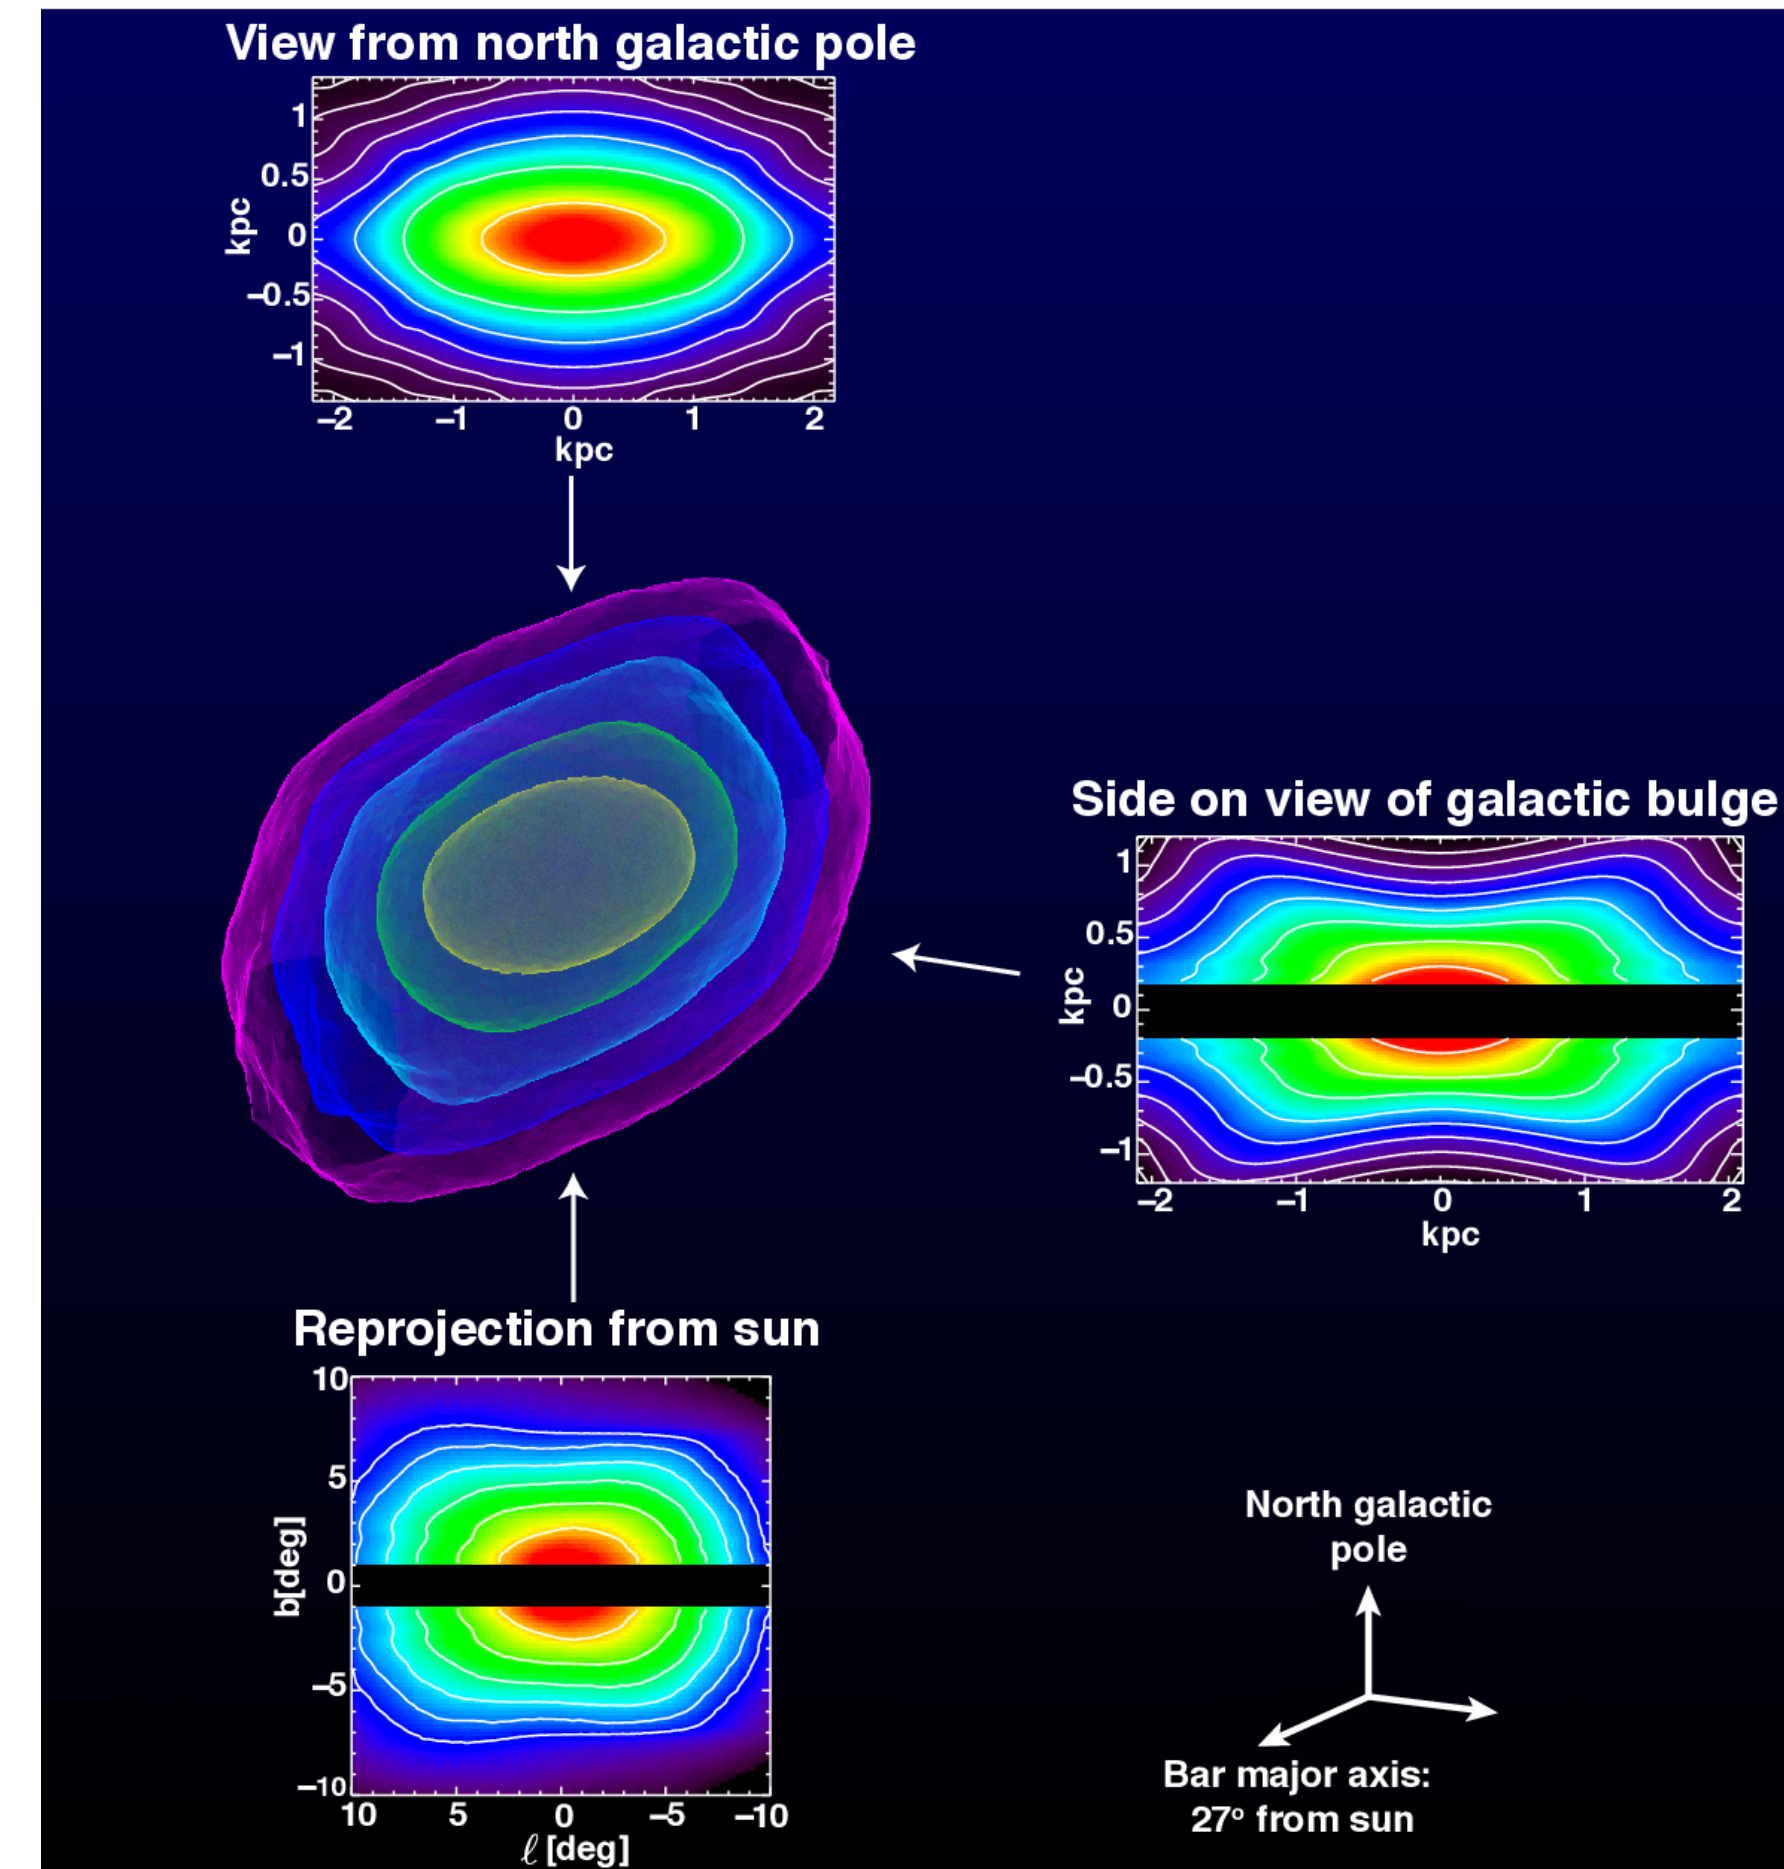 View from north galactic pole
1
0.5
0
−0.5
−1
kpc
−2 −1 0 1 2
kpc
Side on view of galactic bulge
1
0.5
0
−0.5
−1
kpc
−2 −1 0 1 2
kpc
Reprojection from sun
10
5
0
−5
−10
b[deg]
10 5 0 −5 −10
ℓ [deg]
North galactic
pole
Bar major axis:
27° from sun